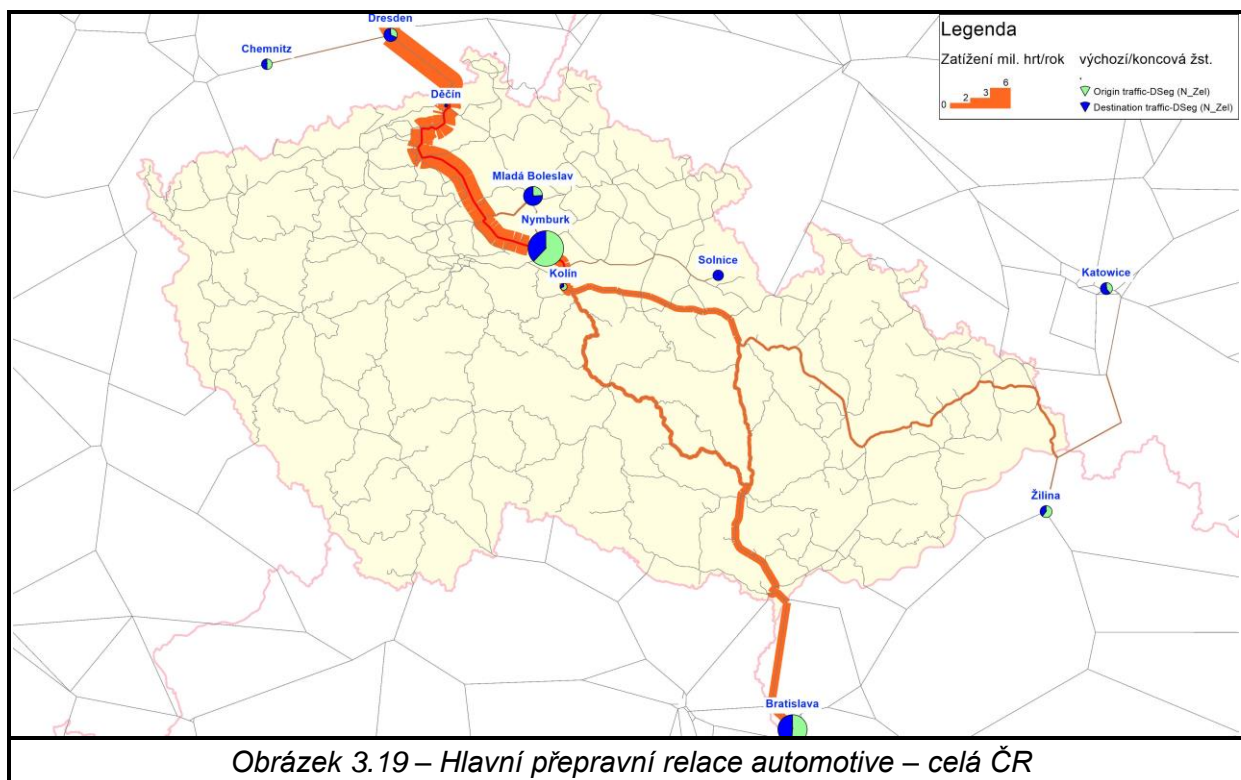 Dresden
Chemnitz
Děčín
Mladá Boleslav
Nymburk
Kolín
Solnice
Katowice
Žilina
Bratislava
Legenda
Zatížení mil. hrt/rok
výchozí/koncová žst.
0 2 3 6
Origin traffic-DSeg (N_Zel)
Destination traffic-DSeg (N_Zel)
Obrázek 3.19 – Hlavní přepravní relace automotive – celá ČR